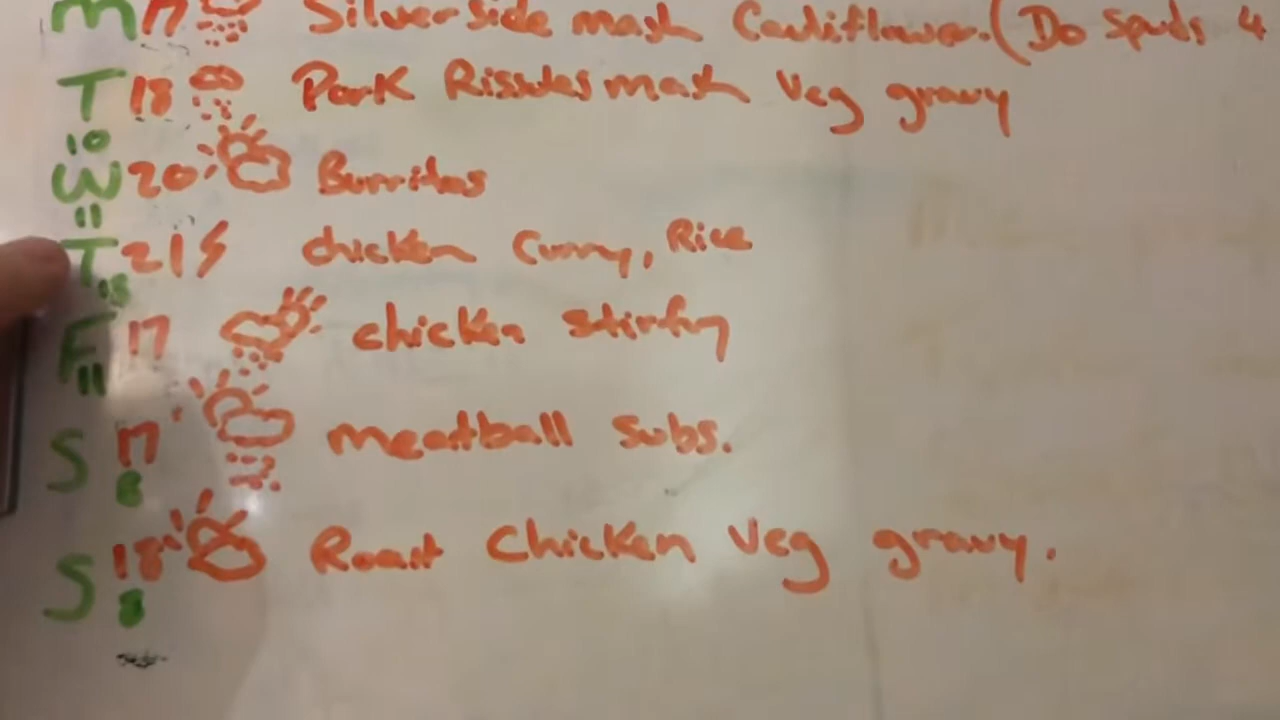 M 17 Silverside mash Cauliflower. (Do Spuds 4
T 18 Pork Rissoles mash Veg gravy
10
W 20 Burritos
11
T 21 chicken Curry, Rice
15
F 17 chicken stirfry
11
S 17 meatball subs.
8
S 18 Roast Chicken Veg gravy.
8